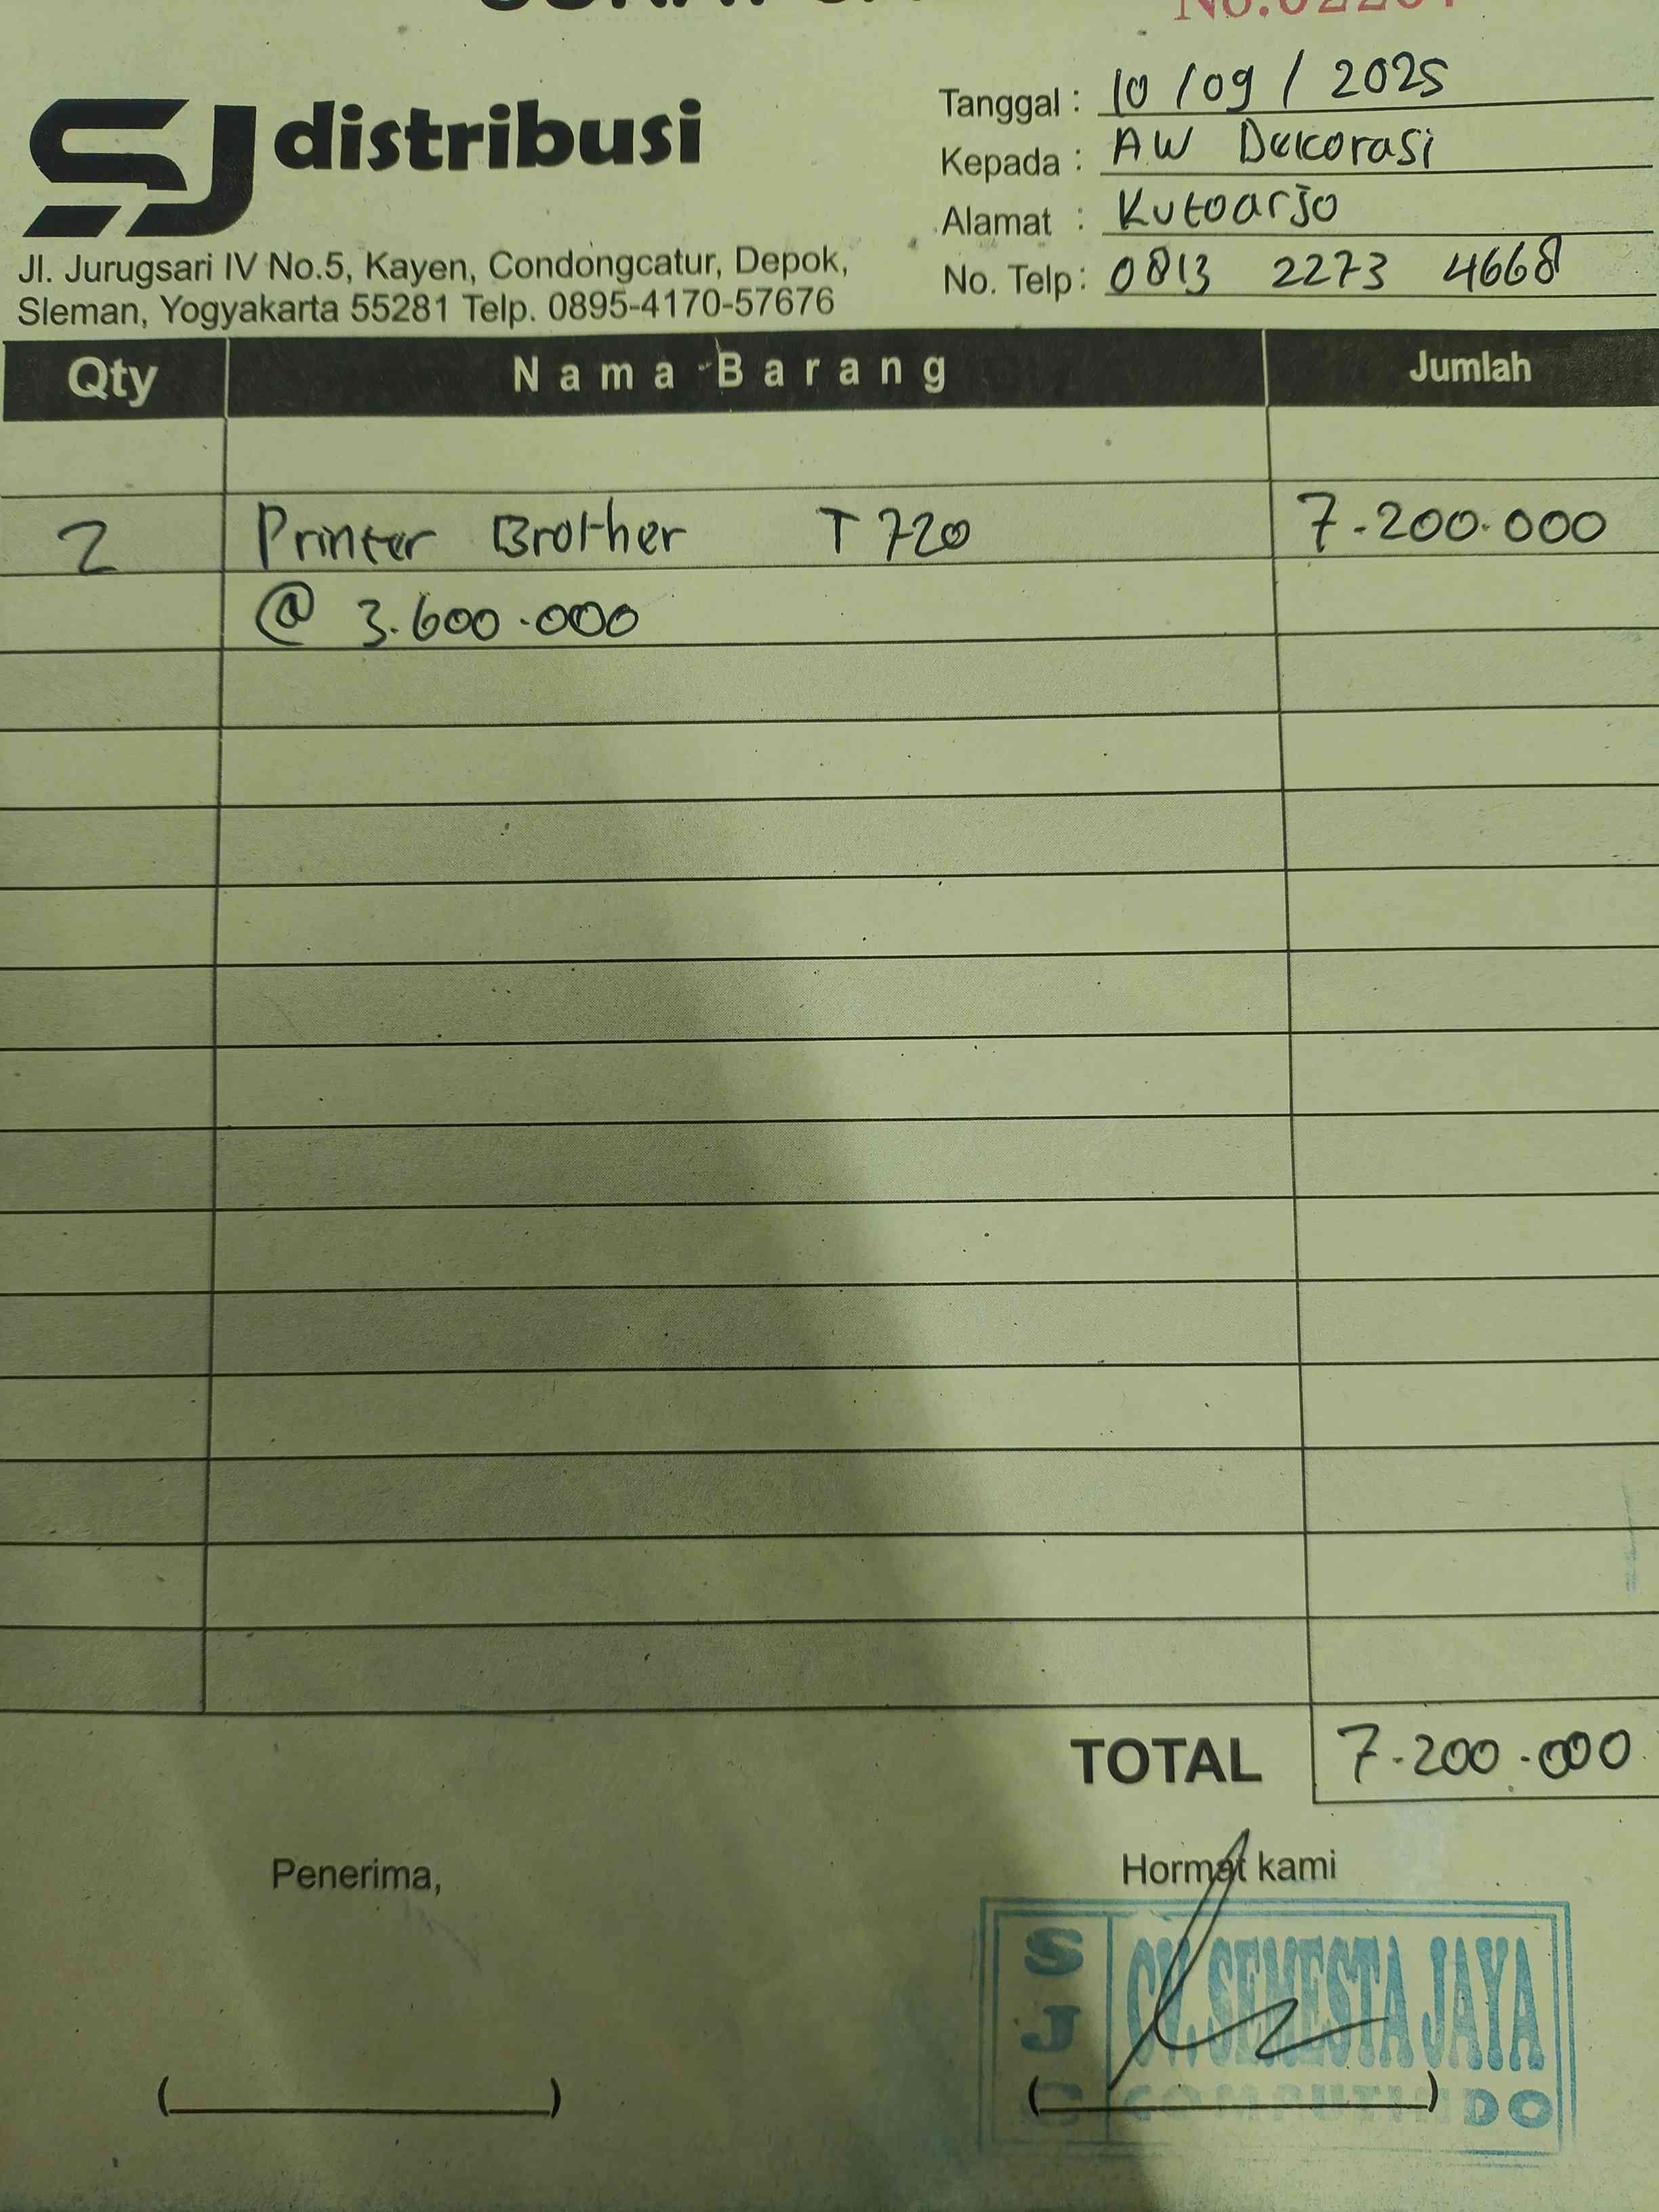 SJ distribusi
Jl. Jurugsari IV No.5, Kayen, Condongcatur, Depok,
Sleman, Yogyakarta 55281 Telp. 0895-4170-57676
Tanggal : 10 / 09 / 2025
Kepada : AW Dekorasi
Alamat : Kutoarjo
No. Telp: 0813 2273 4668
Qty Nama Barang Jumlah
2 Printer Brother T720 7.200.000
@ 3.600.000
TOTAL 7.200.000
Penerima, Hormat kami
SJC CV. SEMESTA JAYA
COMPUTINDO
( ) ( )